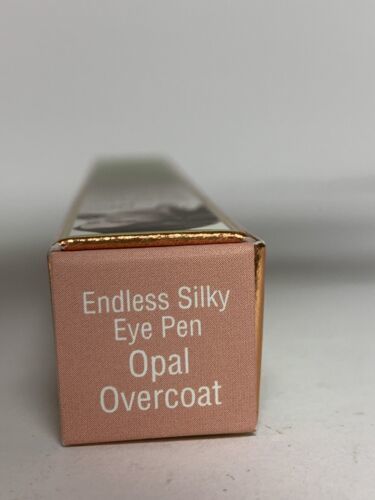 Endless Silky
Eye Pen
Opal
Overcoat